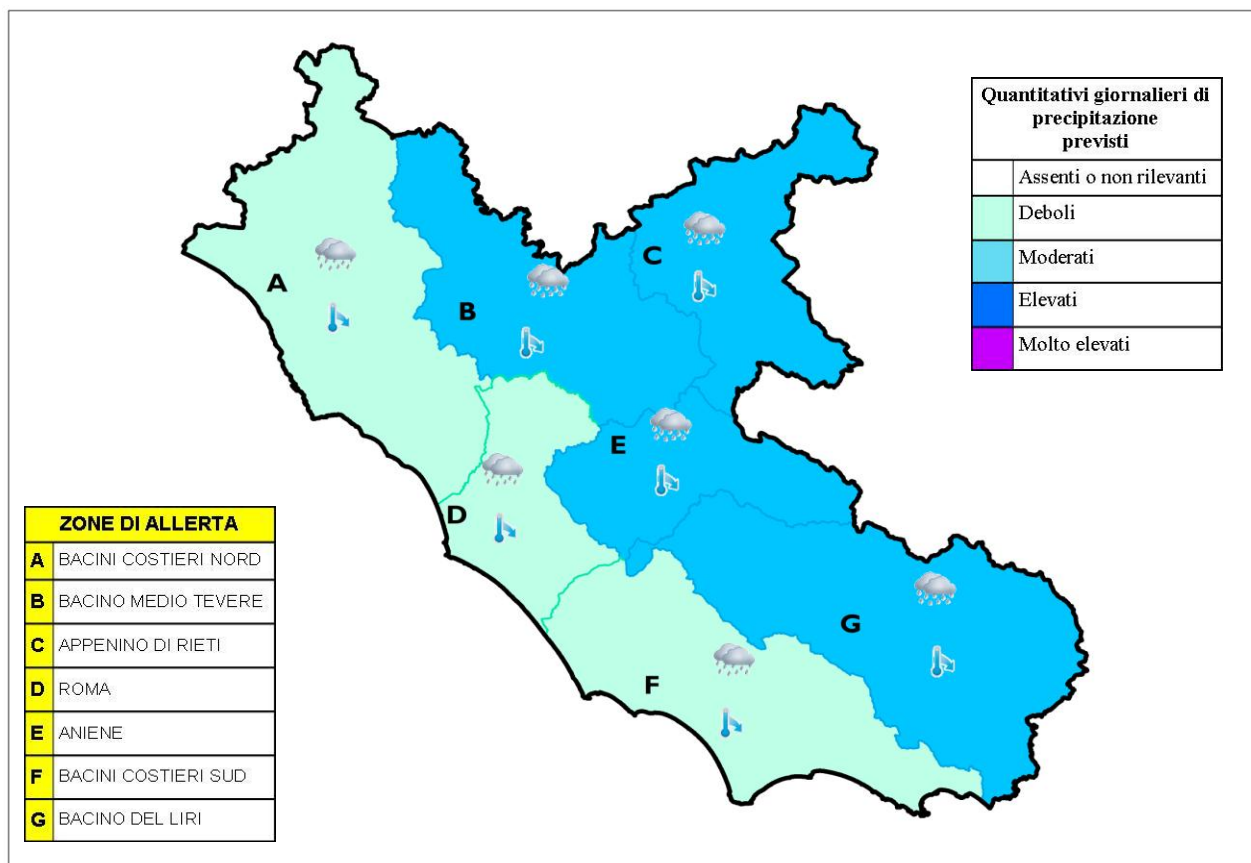 Quantitativi giornalieri di
precipitazione
previsti
Assenti o non rilevanti
Deboli
Moderati
Elevati
Molto elevati
A
B
C
D
E
F
G
ZONE DI ALLERTA
A BACINI COSTIERI NORD
B BACINO MEDIO TEVERE
C APPENINO DI RIETI
D ROMA
E ANIENE
F BACINI COSTIERI SUD
G BACINO DEL LIRI